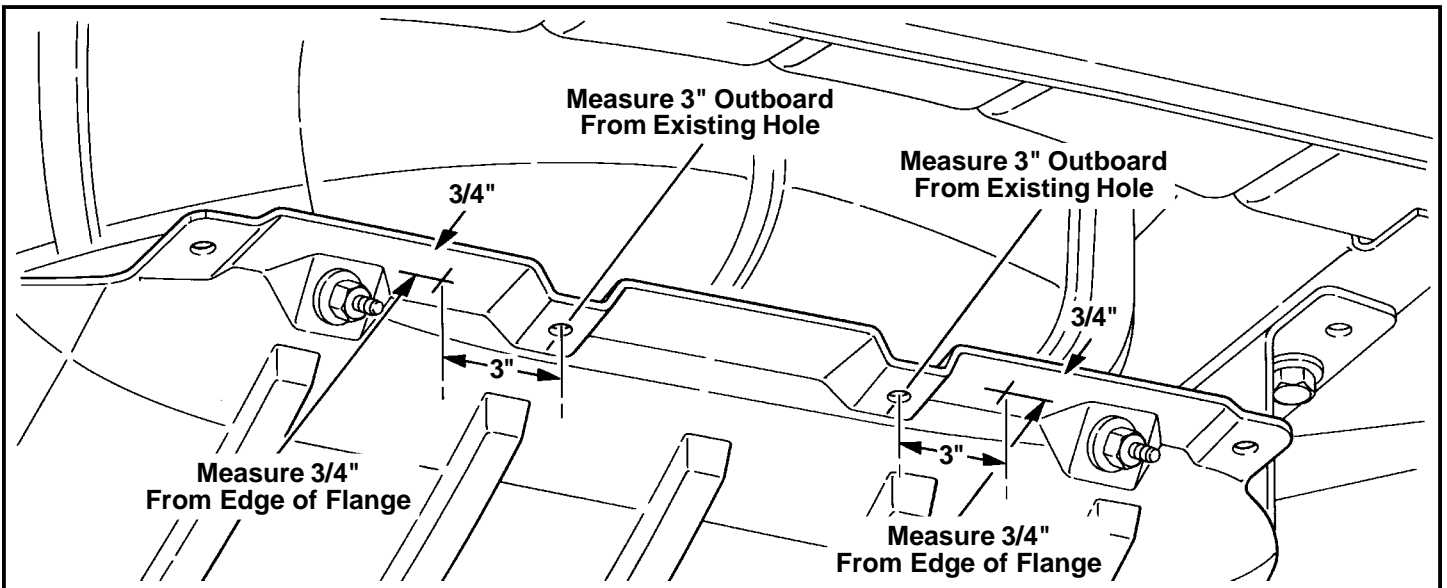 Measure 3" Outboard
From Existing Hole
Measure 3" Outboard
From Existing Hole
3/4"
3/4"
3"
3"
Measure 3/4"
From Edge of Flange
Measure 3/4"
From Edge of Flange